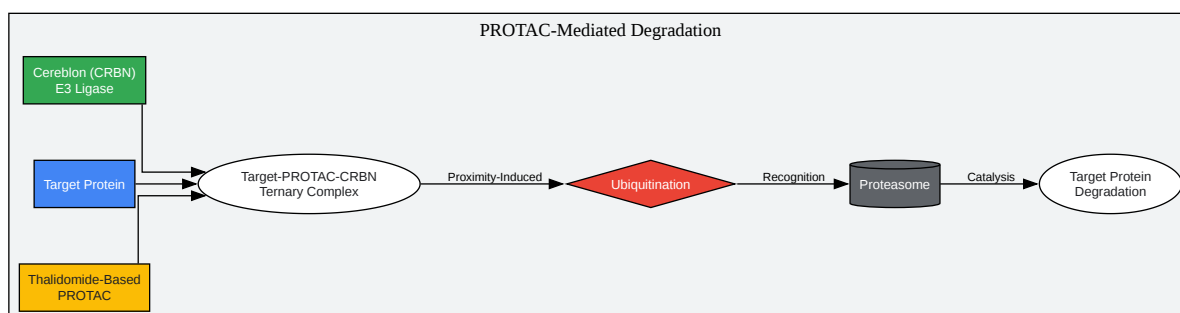 PROTAC-Mediated Degradation
Cereblon (CRBN)
E3 Ligase
Target Protein
Thalidomide-Based
PROTAC
Target-PROTAC-CRBN
Ternary Complex
Proximity-Induced
Ubiquitination
Recognition
Proteasome
Catalysis
Target Protein
Degradation